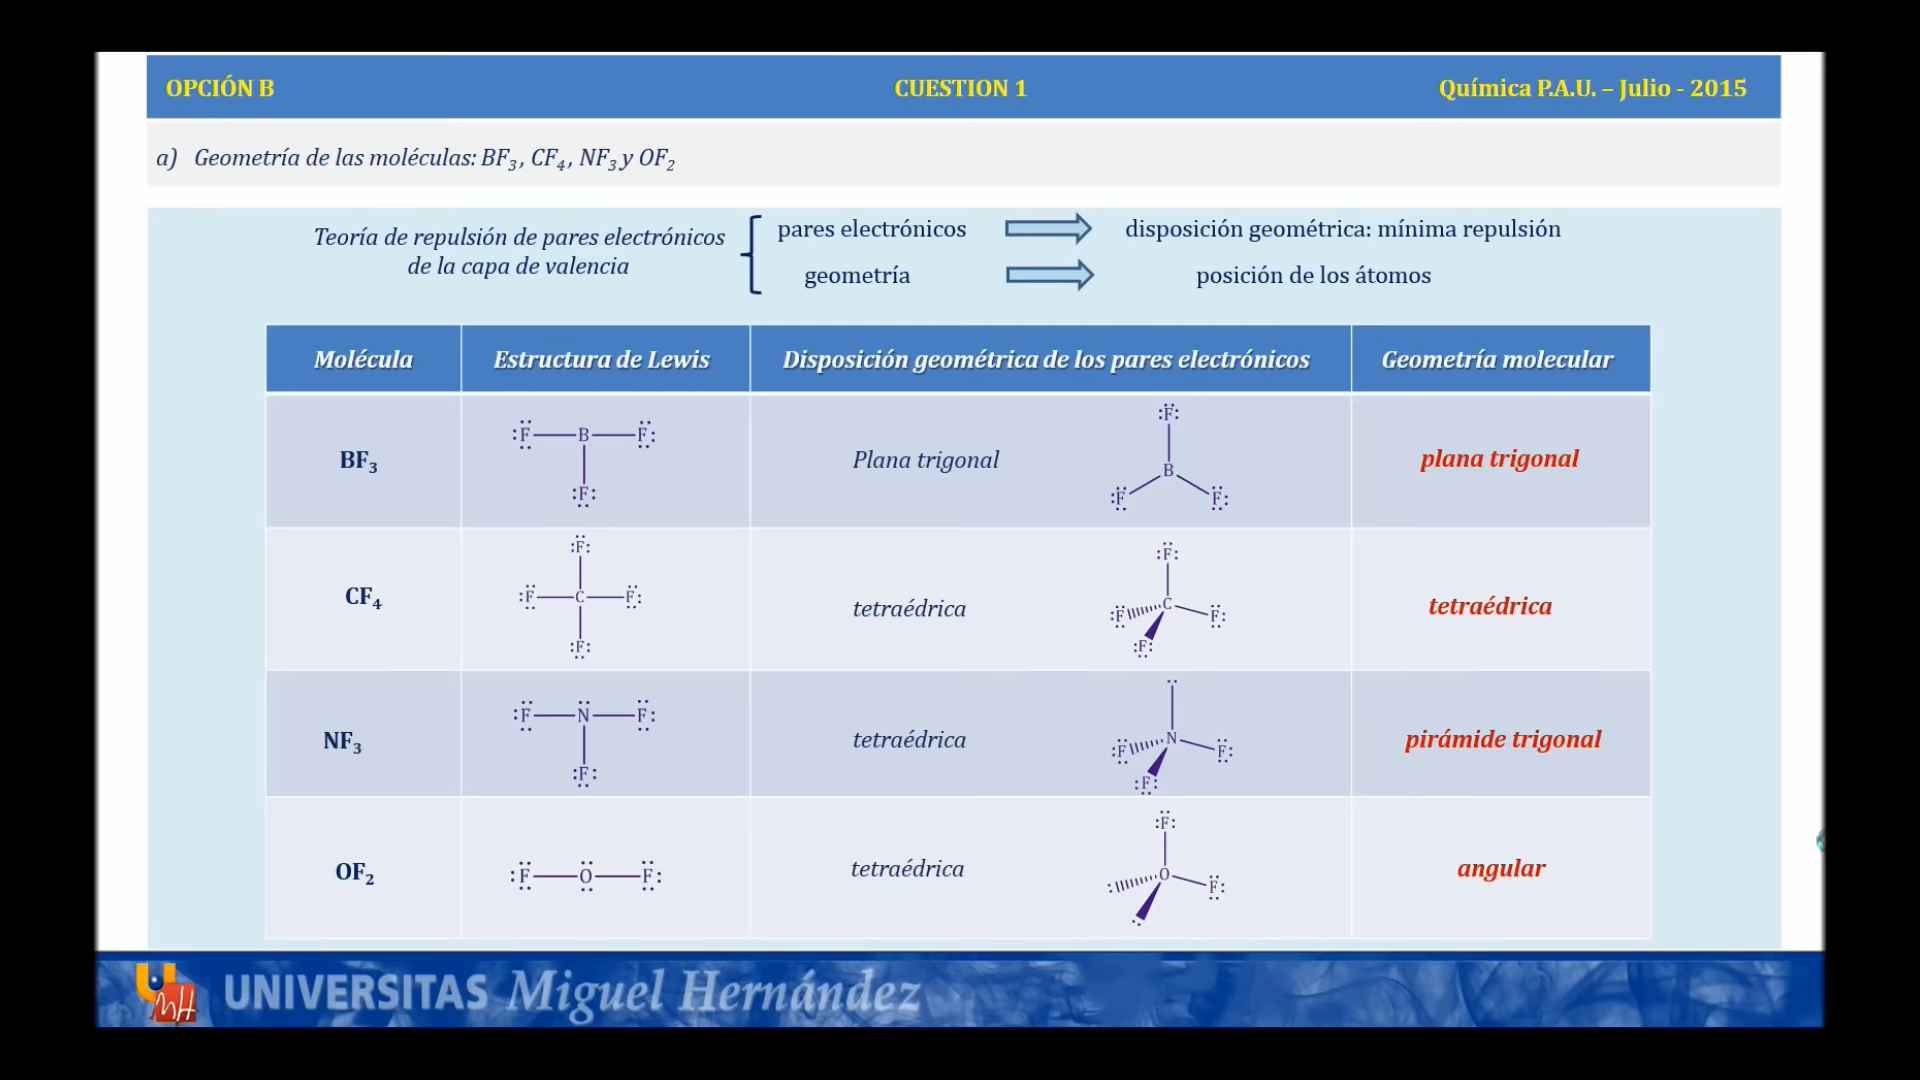 OPCIÓN B
CUESTION 1
Química P.A.U. – Julio - 2015
a) Geometría de las moléculas: BF₃, CF₄, NF₃ y OF₂
Teoría de repulsión de pares electrónicos
de la capa de valencia
pares electrónicos
disposición geométrica: mínima repulsión
geometría
posición de los átomos
Molécula
Estructura de Lewis
Disposición geométrica de los pares electrónicos
Geometría molecular
BF₃
F B F
F
Plana trigonal
F
B
F F
plana trigonal
CF₄
F
F C F
F
tetraédrica
F
C
F F
F
tetraédrica
NF₃
F N F
F
tetraédrica
N
F F
F
pirámide trigonal
OF₂
F O F
tetraédrica
F
O
F
angular
UNIVERSITAS Miguel Hernández